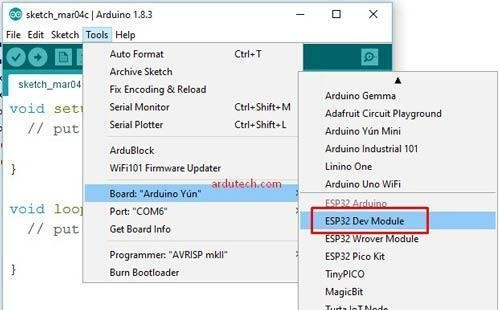 sketch_mar04c | Arduino 1.8.3
File Edit Sketch Tools Help
sketch_mar04c
void setu
// put
}
void loop
// put
}
Auto Format Ctrl+T
Archive Sketch
Fix Encoding & Reload
Serial Monitor Ctrl+Shift+M
Serial Plotter Ctrl+Shift+L
ArduBlock
WiFi101 Firmware Updater
ardutech.com
Board: "Arduino Yún"
Port: "COM6"
Get Board Info
Programmer: "AVRISP mkII"
Burn Bootloader
Arduino Gemma
Adafruit Circuit Playground
Arduino Yún Mini
Arduino Industrial 101
Linino One
Arduino Uno WiFi
ESP32 Arduino
ESP32 Dev Module
ESP32 Wrover Module
ESP32 Pico Kit
TinyPICO
MagicBit
Turta IoT Node